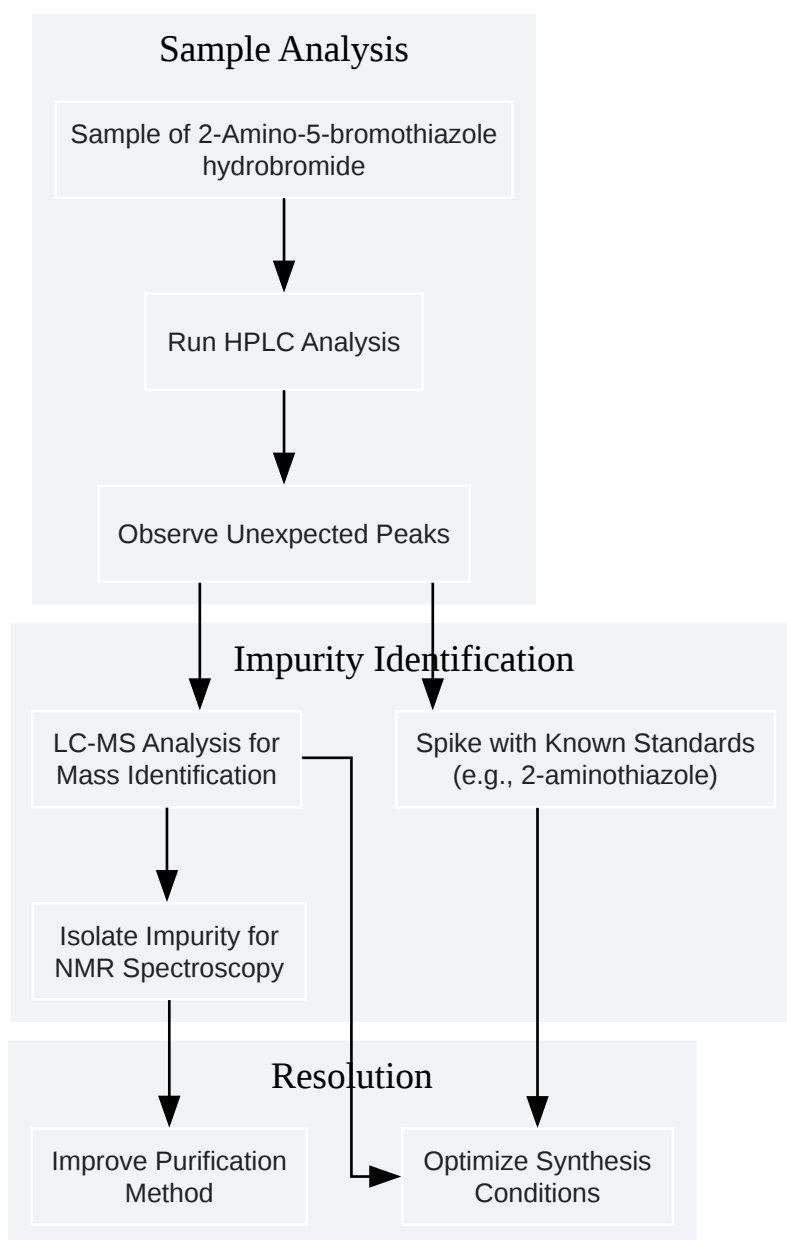 Sample Analysis
Sample of 2-Amino-5-bromothiazole
hydrobromide
Run HPLC Analysis
Observe Unexpected Peaks
Impurity Identification
LC-MS Analysis for
Mass Identification
Spike with Known Standards
(e.g., 2-aminothiazole)
Isolate Impurity for
NMR Spectroscopy
Resolution
Improve Purification
Method
Optimize Synthesis
Conditions